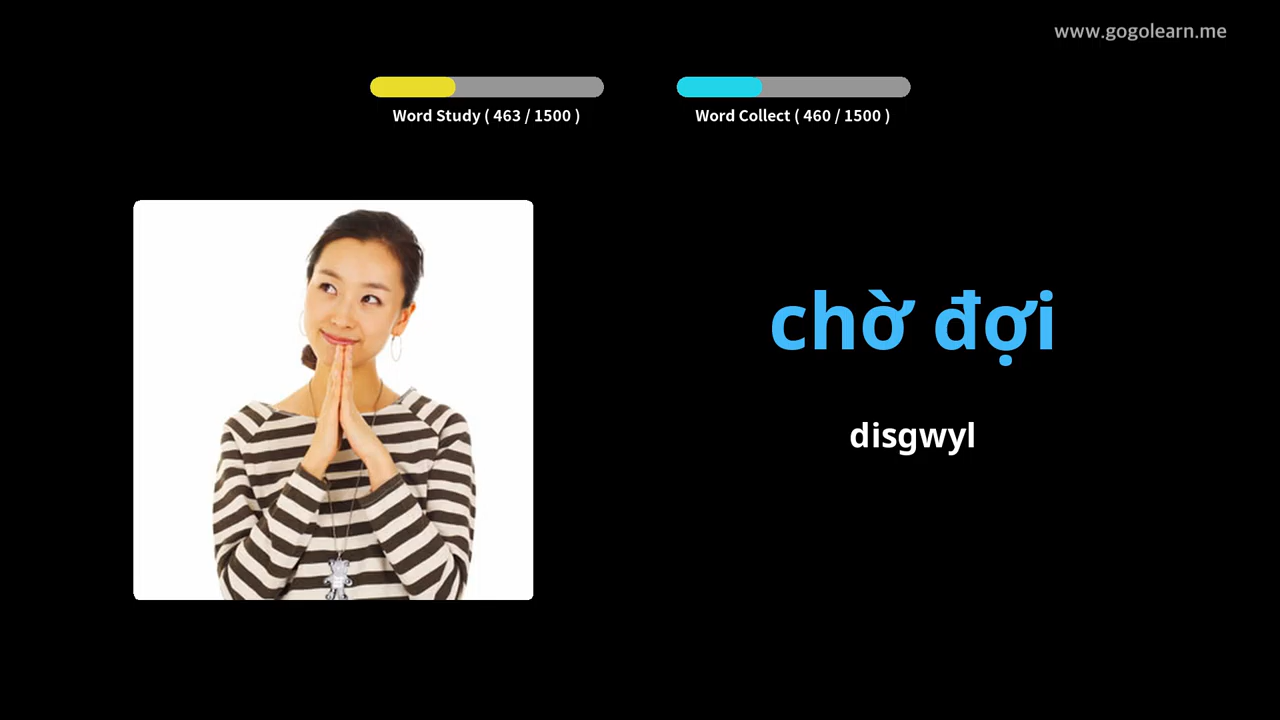 www.gogolearn.me
Word Study ( 463 / 1500 )
Word Collect ( 460 / 1500 )
chờ đợi
disgwyl